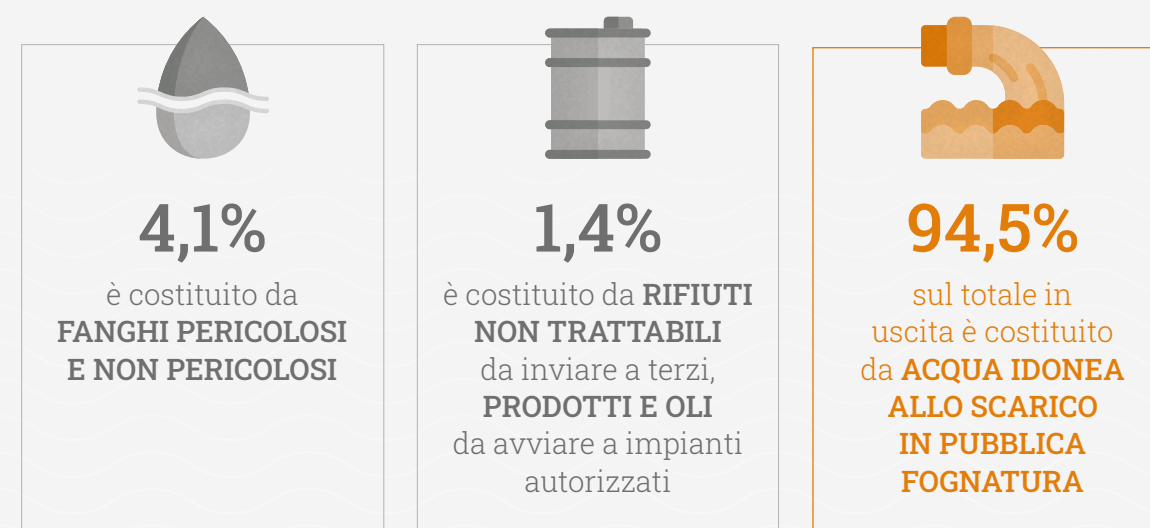 4,1%
è costituito da
FANGHI PERICOLOSI
E NON PERICOLOSI
1,4%
è costituito da RIFIUTI
NON TRATTABILI
da inviare a terzi,
PRODOTTI E OLI
da avviare a impianti
autorizzati
94,5%
sul totale in
uscita è costituito
da ACQUA IDONEA
ALLO SCARICO
IN PUBBLICA
FOGNATURA